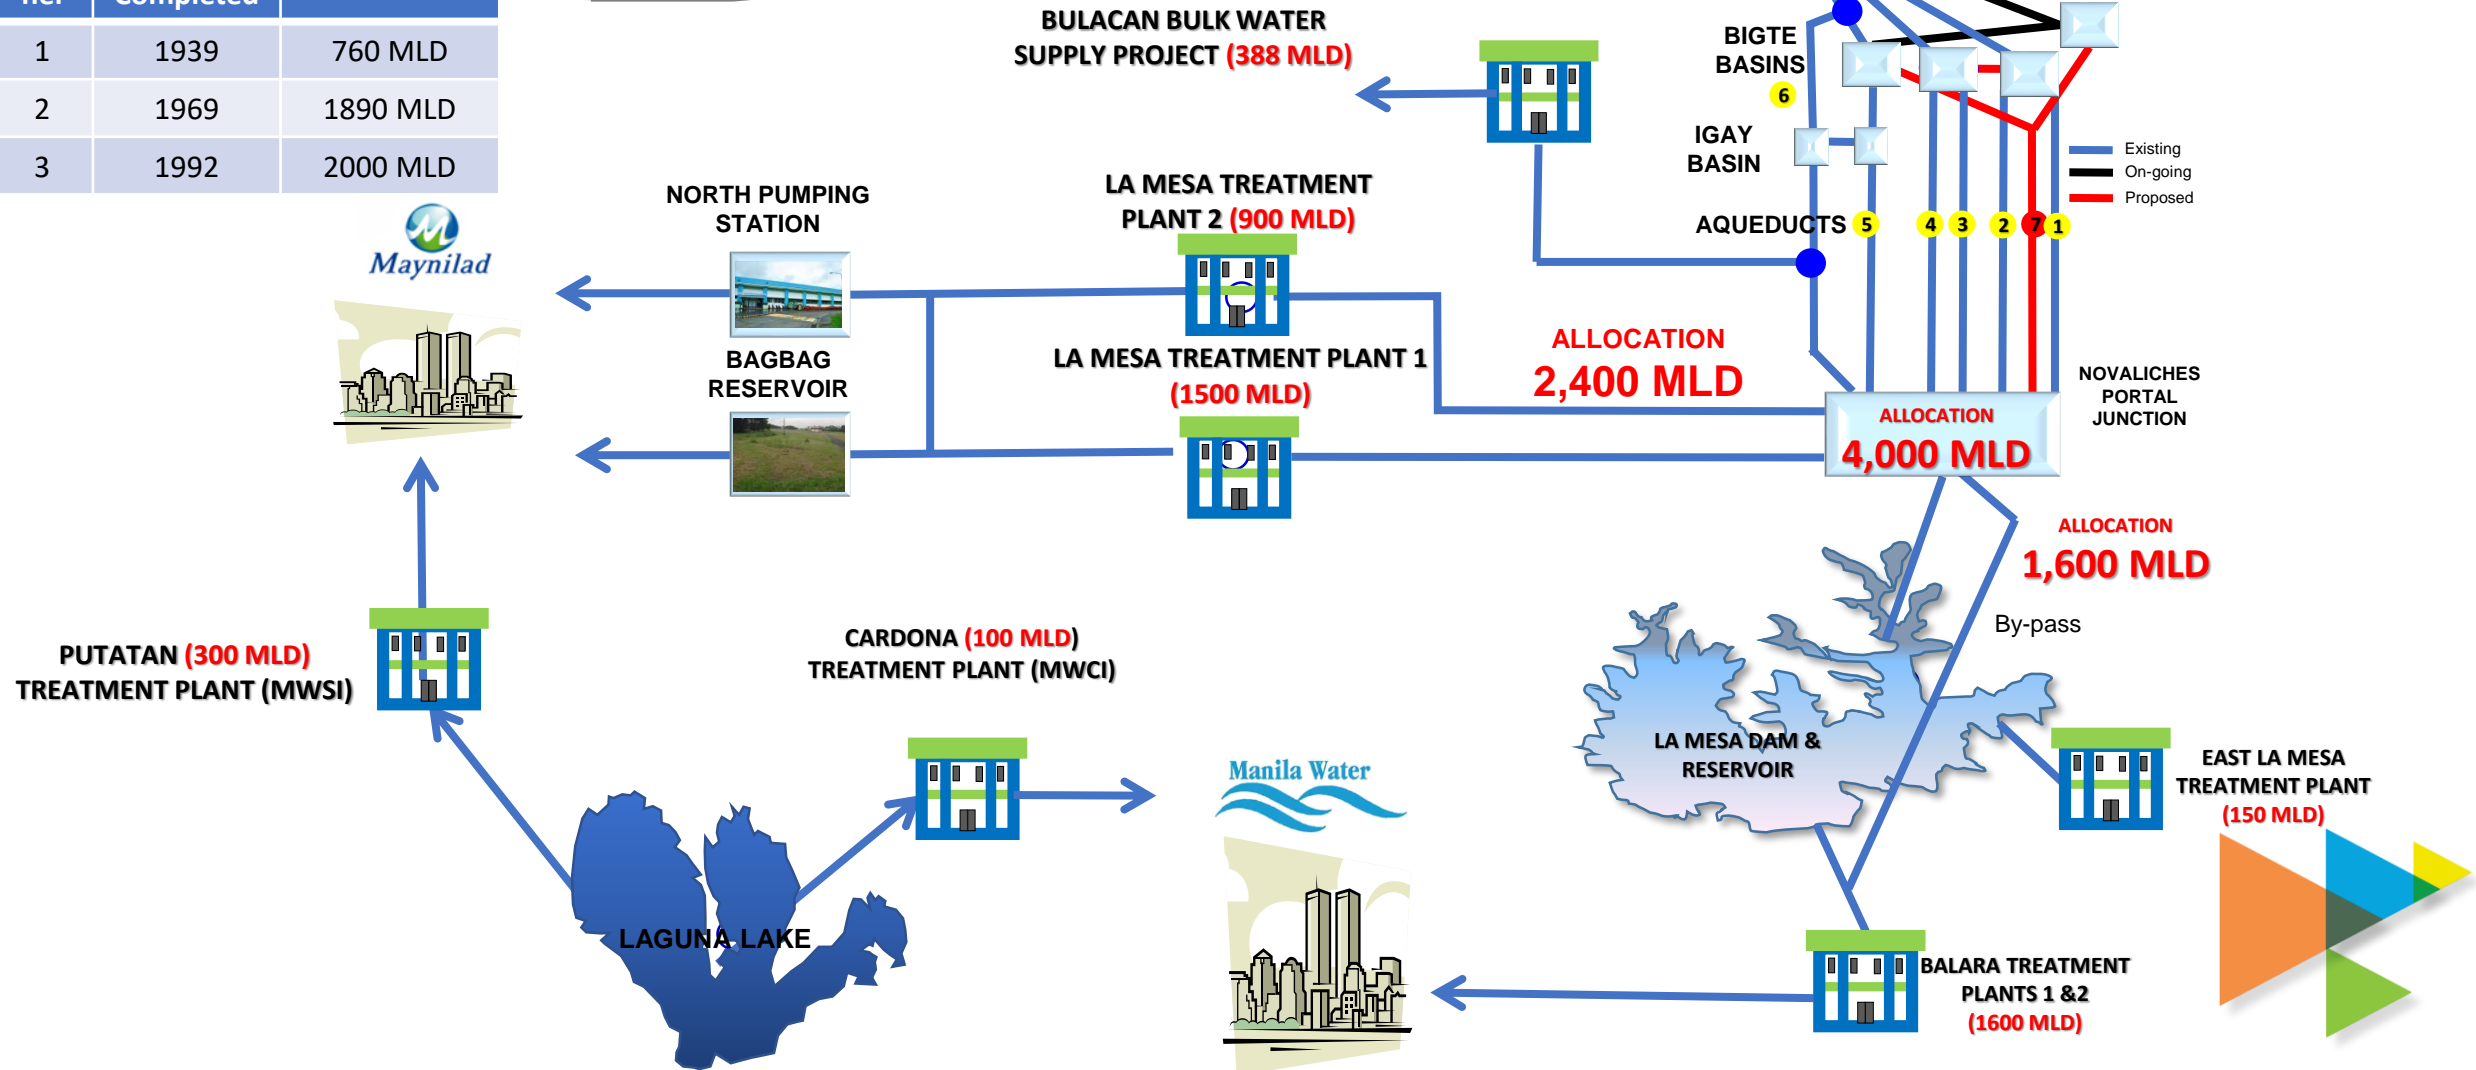 Completed
1 1939 760 MLD
2 1969 1890 MLD
3 1992 2000 MLD
BULACAN BULK WATER
SUPPLY PROJECT (388 MLD)
BIGTE
BASINS
6
IGAY
BASIN
Existing
On-going
Proposed
AQUEDUCTS
5
4
3
2
7
1
NORTH PUMPING
STATION
LA MESA TREATMENT
PLANT 2 (900 MLD)
Maynilad
BAGBAG
RESERVOIR
LA MESA TREATMENT PLANT 1
(1500 MLD)
ALLOCATION
2,400 MLD
NOVALICHES
PORTAL
JUNCTION
ALLOCATION
4,000 MLD
ALLOCATION
1,600 MLD
By-pass
PUTATAN (300 MLD)
TREATMENT PLANT (MWSI)
CARDONA (100 MLD)
TREATMENT PLANT (MWCI)
LA MESA DAM &
RESERVOIR
EAST LA MESA
TREATMENT PLANT
(150 MLD)
Manila Water
LAGUNA LAKE
BALARA TREATMENT
PLANTS 1 &2
(1600 MLD)